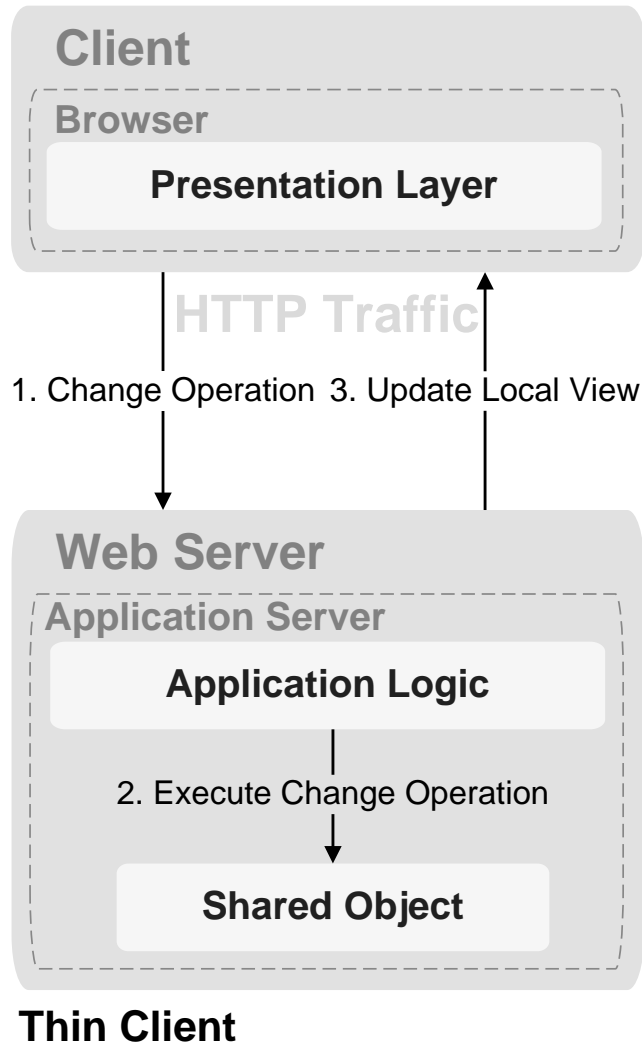 Client
Browser
Presentation Layer
HTTP Traffic
1. Change Operation
3. Update Local View
Web Server
Application Server
Application Logic
2. Execute Change Operation
Shared Object
Thin Client